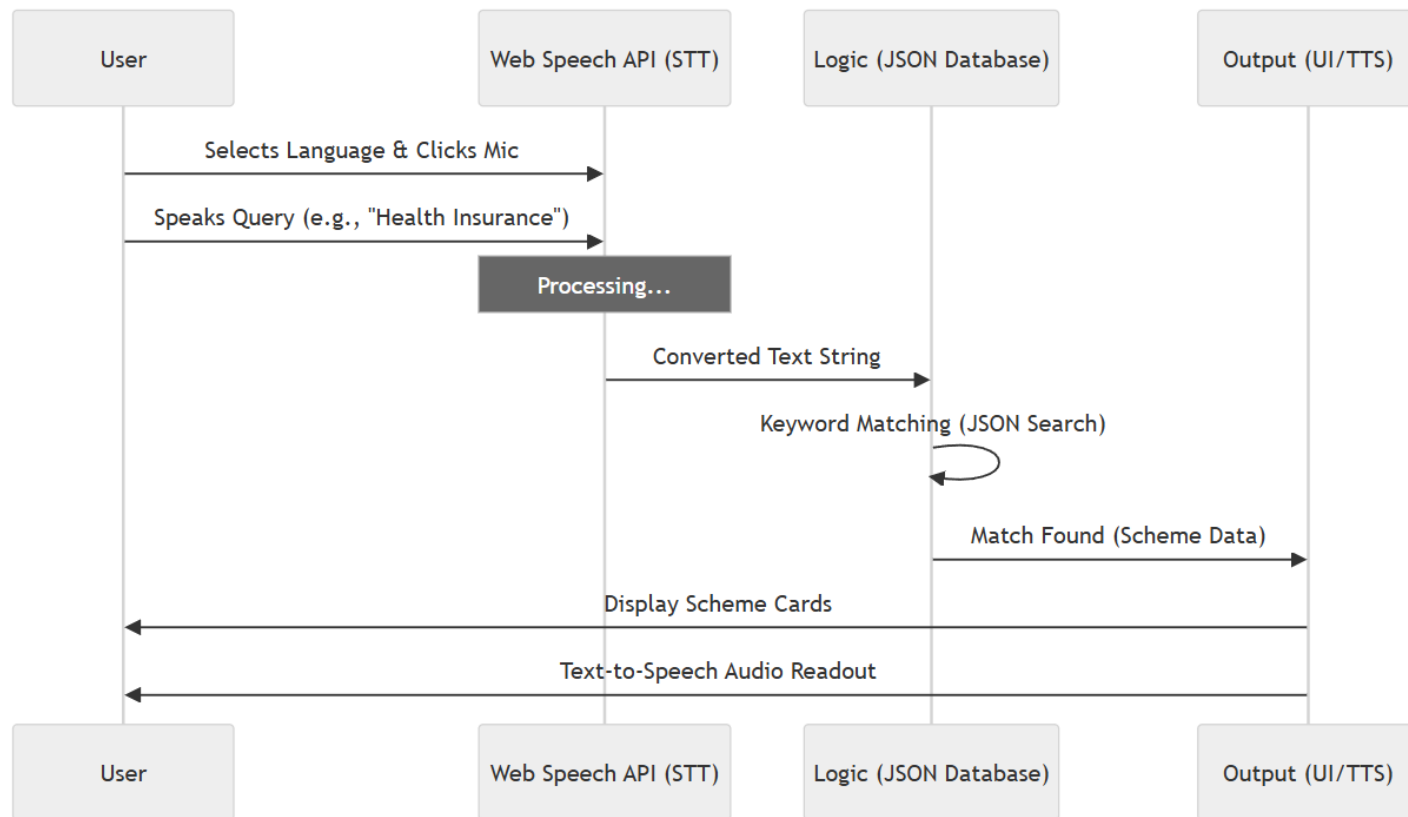 User
Web Speech API (STT)
Logic (JSON Database)
Output (UI/TTS)
Selects Language & Clicks Mic
Speaks Query (e.g., "Health Insurance")
Processing...
Converted Text String
Keyword Matching (JSON Search)
Match Found (Scheme Data)
Display Scheme Cards
Text-to-Speech Audio Readout
User
Web Speech API (STT)
Logic (JSON Database)
Output (UI/TTS)